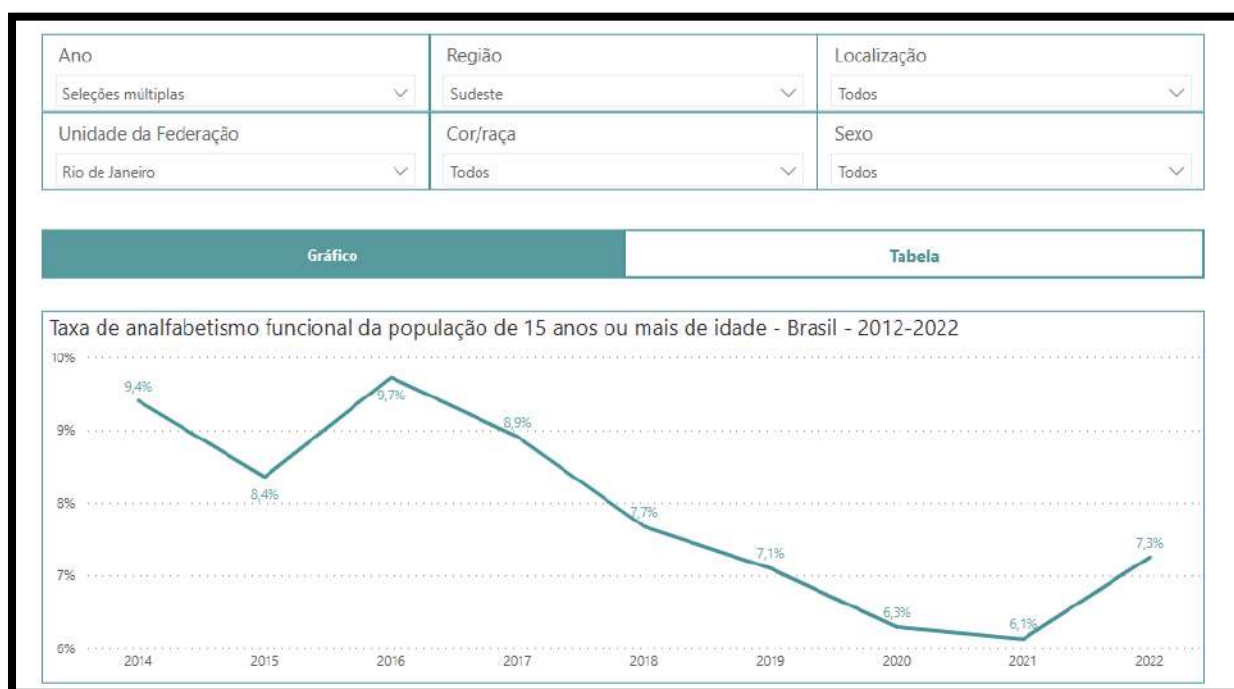 Ano Região Localização
Seleções múltiplas Sudeste Todos
Unidade da Federação Cor/raça Sexo
Rio de Janeiro Todos Todos
Gráfico Tabela
Taxa de analfabetismo funcional da população de 15 anos ou mais de idade - Brasil - 2012-2022
10%
9,4%
9,7%
8,9%
9%
8,4%
8%
7,7%
7,1%
7,3%
7%
6,3%
6,1%
6%
2014 2015 2016 2017 2018 2019 2020 2021 2022